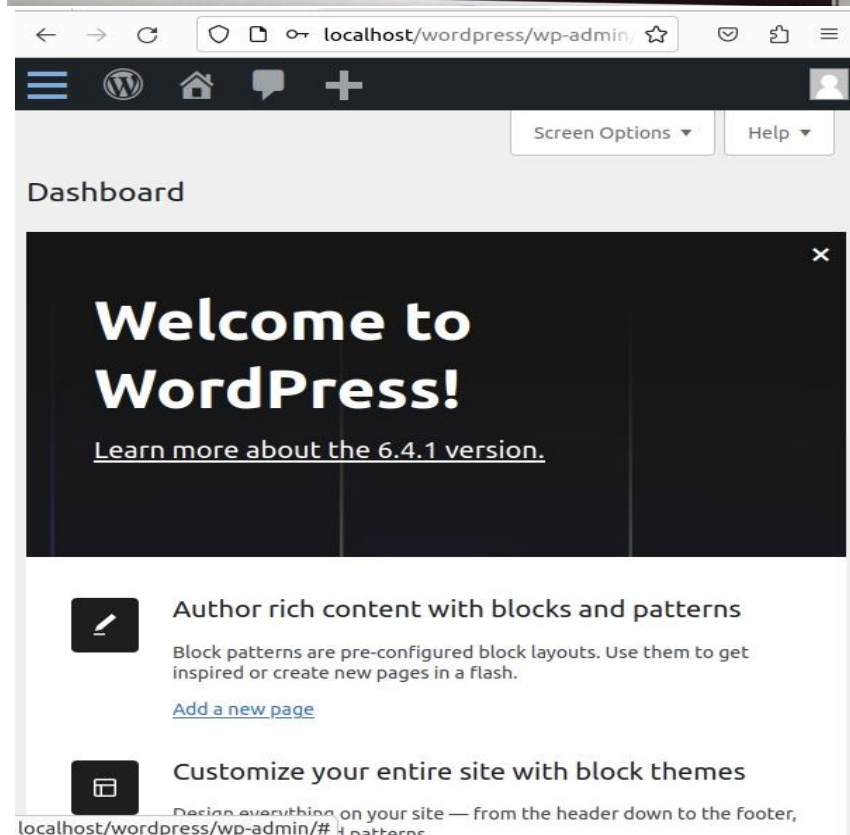 localhost/wordpress/wp-admin/
Screen Options ▼
Help ▼
Dashboard
Welcome to
WordPress!
Learn more about the 6.4.1 version.
Author rich content with blocks and patterns
Block patterns are pre-configured block layouts. Use them to get
inspired or create new pages in a flash.
Add a new page
Customize your entire site with block themes
Design everything on your site — from the header down to the footer,
localhost/wordpress/wp-admin/#
patterns